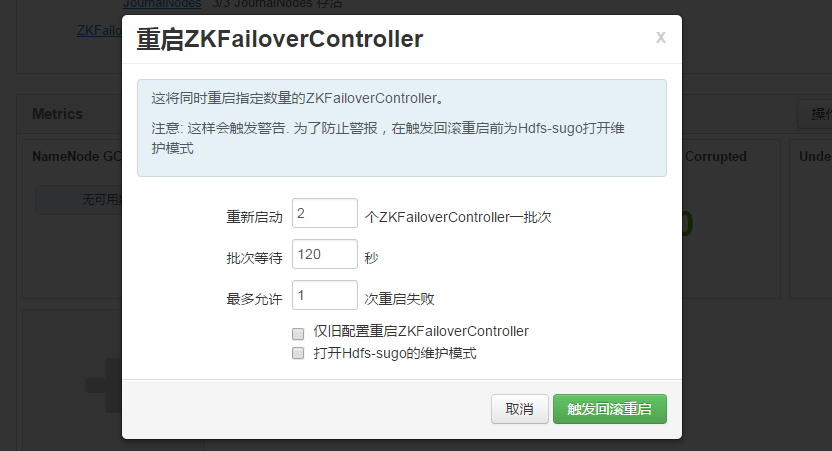 JournalNodes 3/3 JournalNodes 存活
ZKFailo
重启ZKFailoverController
x
这将同时重启指定数量的ZKFailoverController。
注意: 这样会触发警告. 为了防止警报，在触发回滚重启前为Hdfs-sugo打开维
护模式
Metrics
操作
NameNode GC
Corrupted
Unde
无可用
重新启动 2 个ZKFailoverController一批次
批次等待 120 秒
最多允许 1 次重启失败
仅旧配置重启ZKFailoverController
打开Hdfs-sugo的维护模式
取消
触发回滚重启